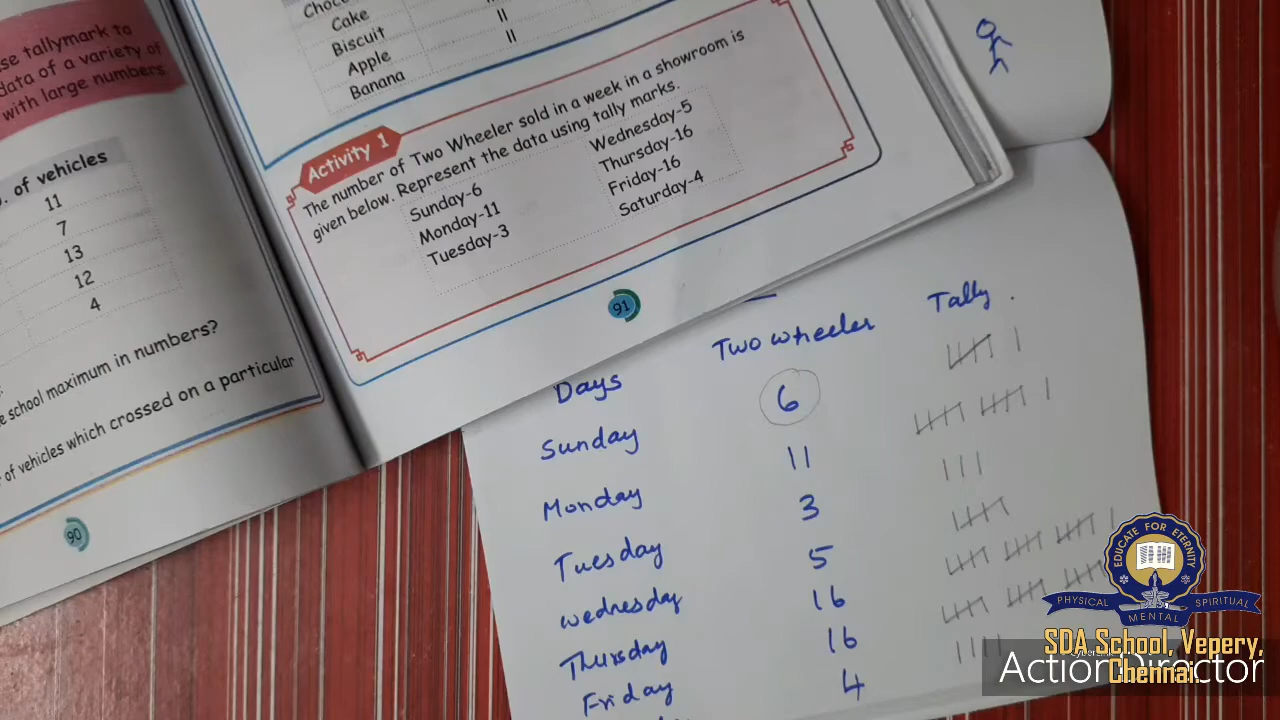 se tallymark to
data of a variety of
with large numbers.
of vehicles
11
7
13
12
4
e school maximum in numbers?
of vehicles which crossed on a particular
90
Cake
Biscuit
Apple
Banana
II
II
Activity 1
The number of Two Wheeler sold in a week in a showroom is
given below. Represent the data using tally marks.
Sunday-6
Monday-11
Tuesday-3
Wednesday-5
Thursday-16
Friday-16
Saturday-4
91
Days Two wheeler Tally .
Sunday 6
Monday 11
Tuesday 3
wednesday 5
Thursday 16
Friday 16
4
EDUCATE FOR ETERNITY
PHYSICAL MENTAL SPIRITUAL
SDA School, Vepery,
Chennai.
Action Director